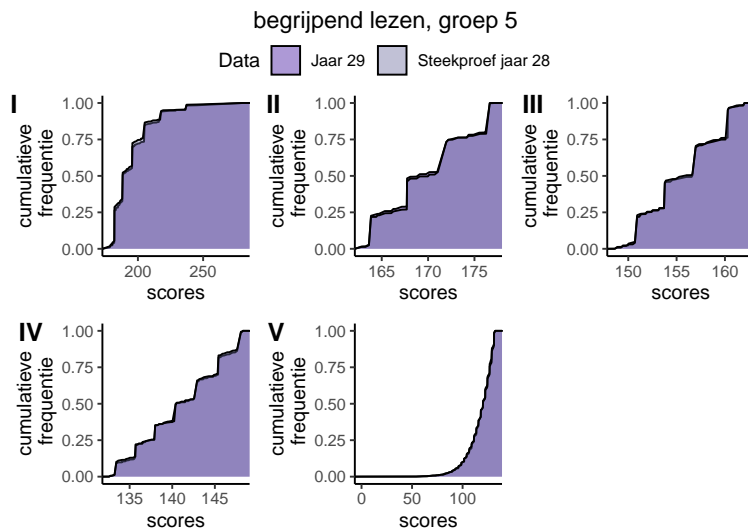 begrijpend lezen, groep 5
Data Jaar 29 Steekproef jaar 28
I
cumulatieve
frequentie
1.00
0.75
0.50
0.25
0.00
200 250
scores
II
cumulatieve
frequentie
1.00
0.75
0.50
0.25
0.00
165 170 175
scores
III
cumulatieve
frequentie
1.00
0.75
0.50
0.25
0.00
150 155 160
scores
IV
cumulatieve
frequentie
1.00
0.75
0.50
0.25
0.00
135 140 145
scores
V
cumulatieve
frequentie
1.00
0.75
0.50
0.25
0.00
0 50 100
scores